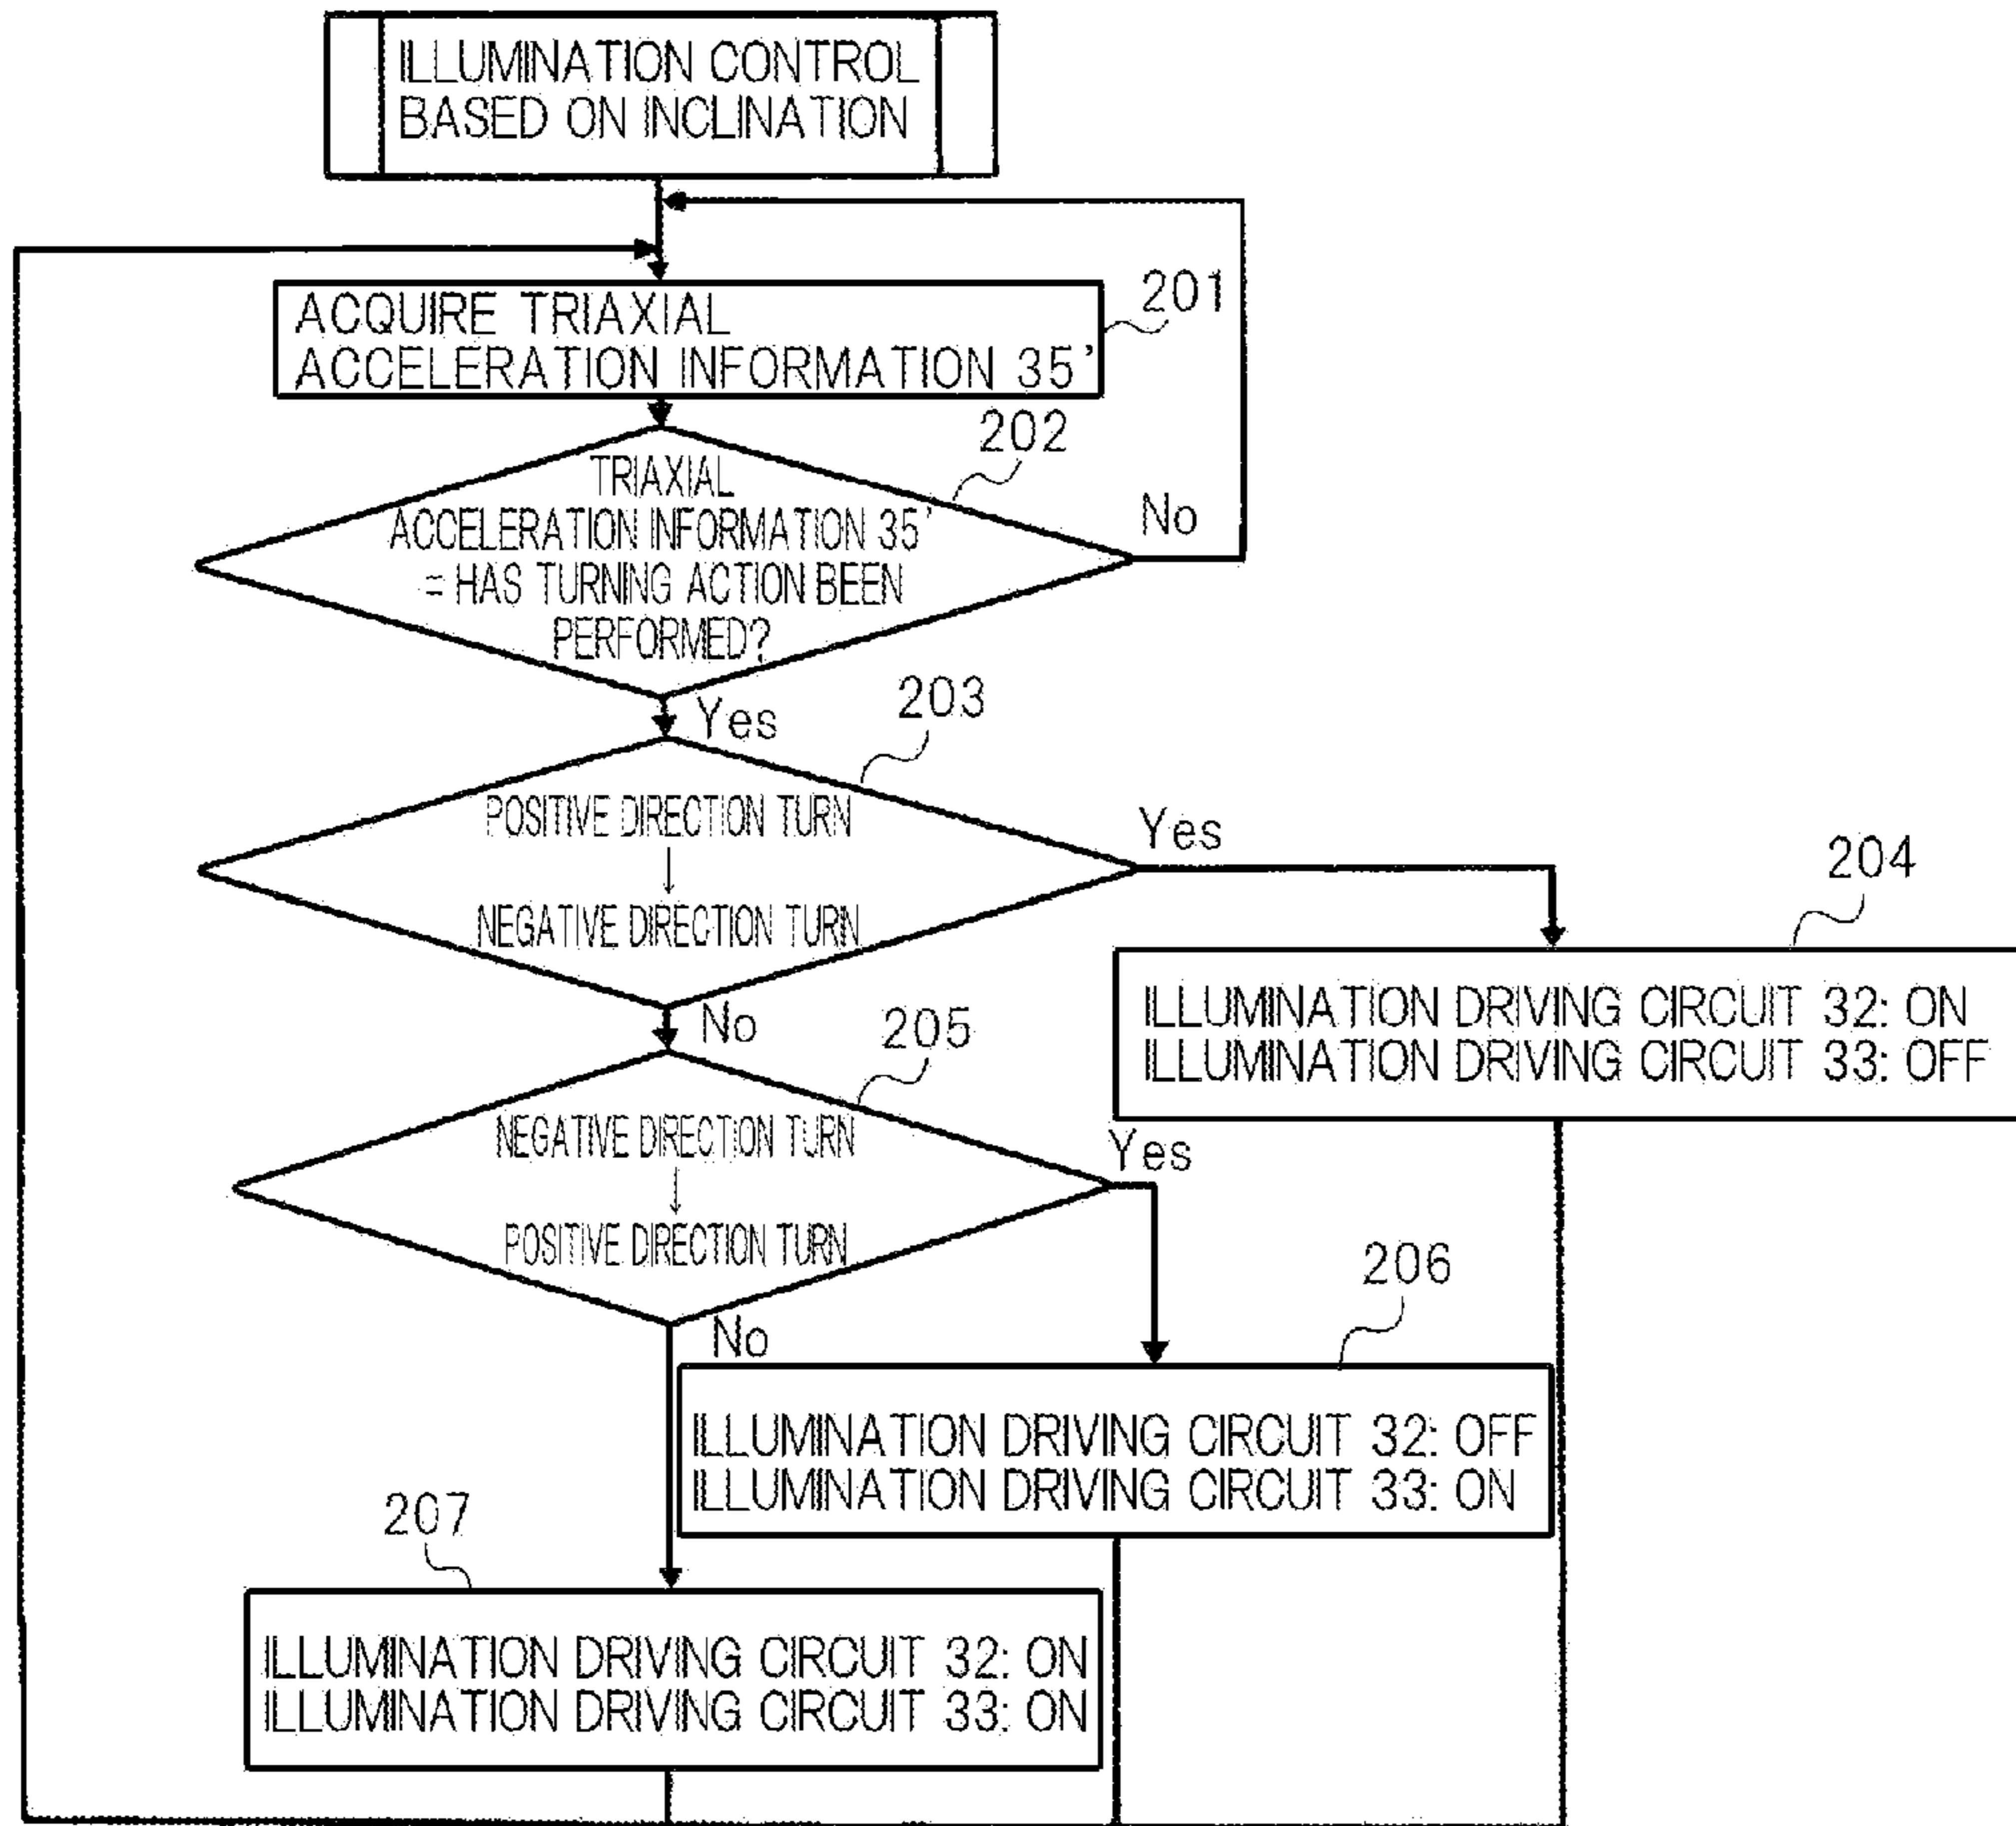 ILLUMINATION CONTROL
BASED ON INCLINATION
201
ACQUIRE TRIAXIAL
ACCELERATION INFORMATION 35'
202
TRIAXIAL
ACCELERATION INFORMATION 35'
= HAS TURNING ACTION BEEN
PERFORMED?
No
Yes
203
POSITIVE DIRECTION TURN
↓
NEGATIVE DIRECTION TURN
Yes
204
ILLUMINATION DRIVING CIRCUIT 32: ON
ILLUMINATION DRIVING CIRCUIT 33: OFF
No
205
NEGATIVE DIRECTION TURN
↓
POSITIVE DIRECTION TURN
Yes
206
ILLUMINATION DRIVING CIRCUIT 32: OFF
ILLUMINATION DRIVING CIRCUIT 33: ON
No
207
ILLUMINATION DRIVING CIRCUIT 32: ON
ILLUMINATION DRIVING CIRCUIT 33: ON